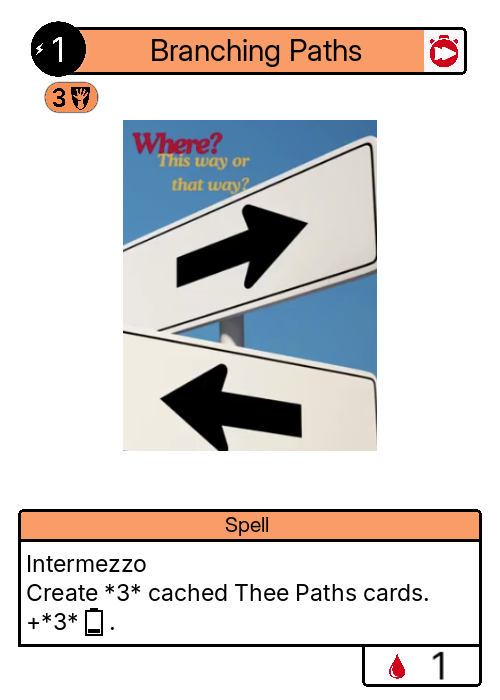 1
Branching Paths
3
Where?
This way or
that way?
Spell
Intermezzo
Create *3* cached Thee Paths cards.
+*3* .
1